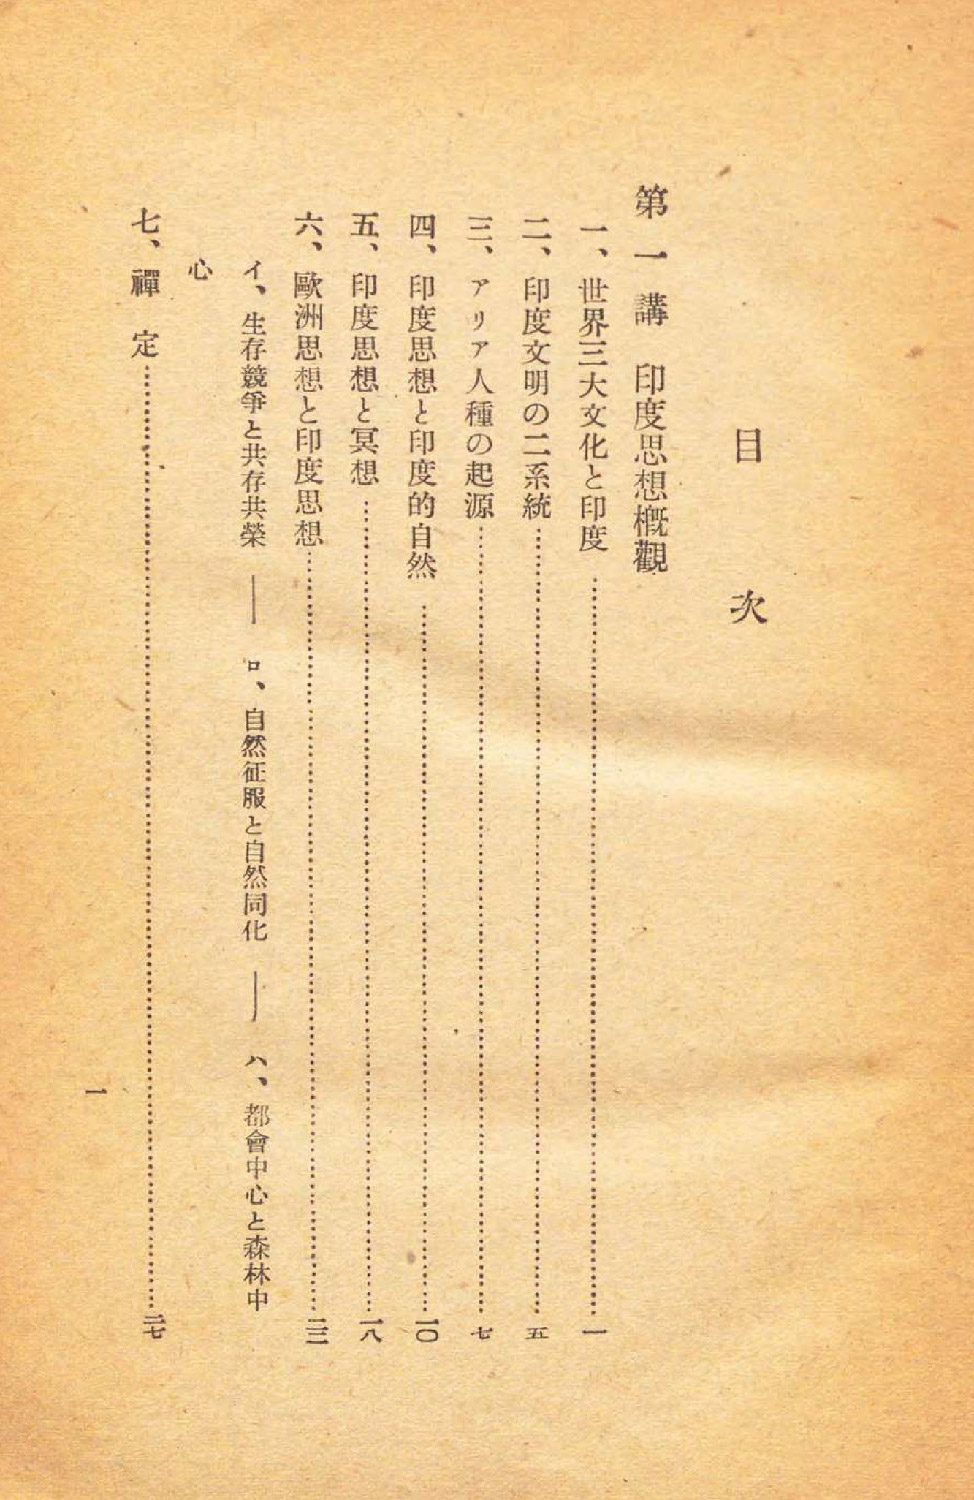 目次
第一講 印度思想概觀
一、世界三大文化と印度……一
二、印度文明の二系統……五
三、アリア人種の起源……七
四、印度思想と印度的自然……一〇
五、印度思想と冥想……一八
六、歐洲思想と印度思想……二三
イ、生存競爭と共存共榮 ― ロ、自然征服と自然同化 ― ハ、都會中心と森林中
心
七、禪定……二七
一